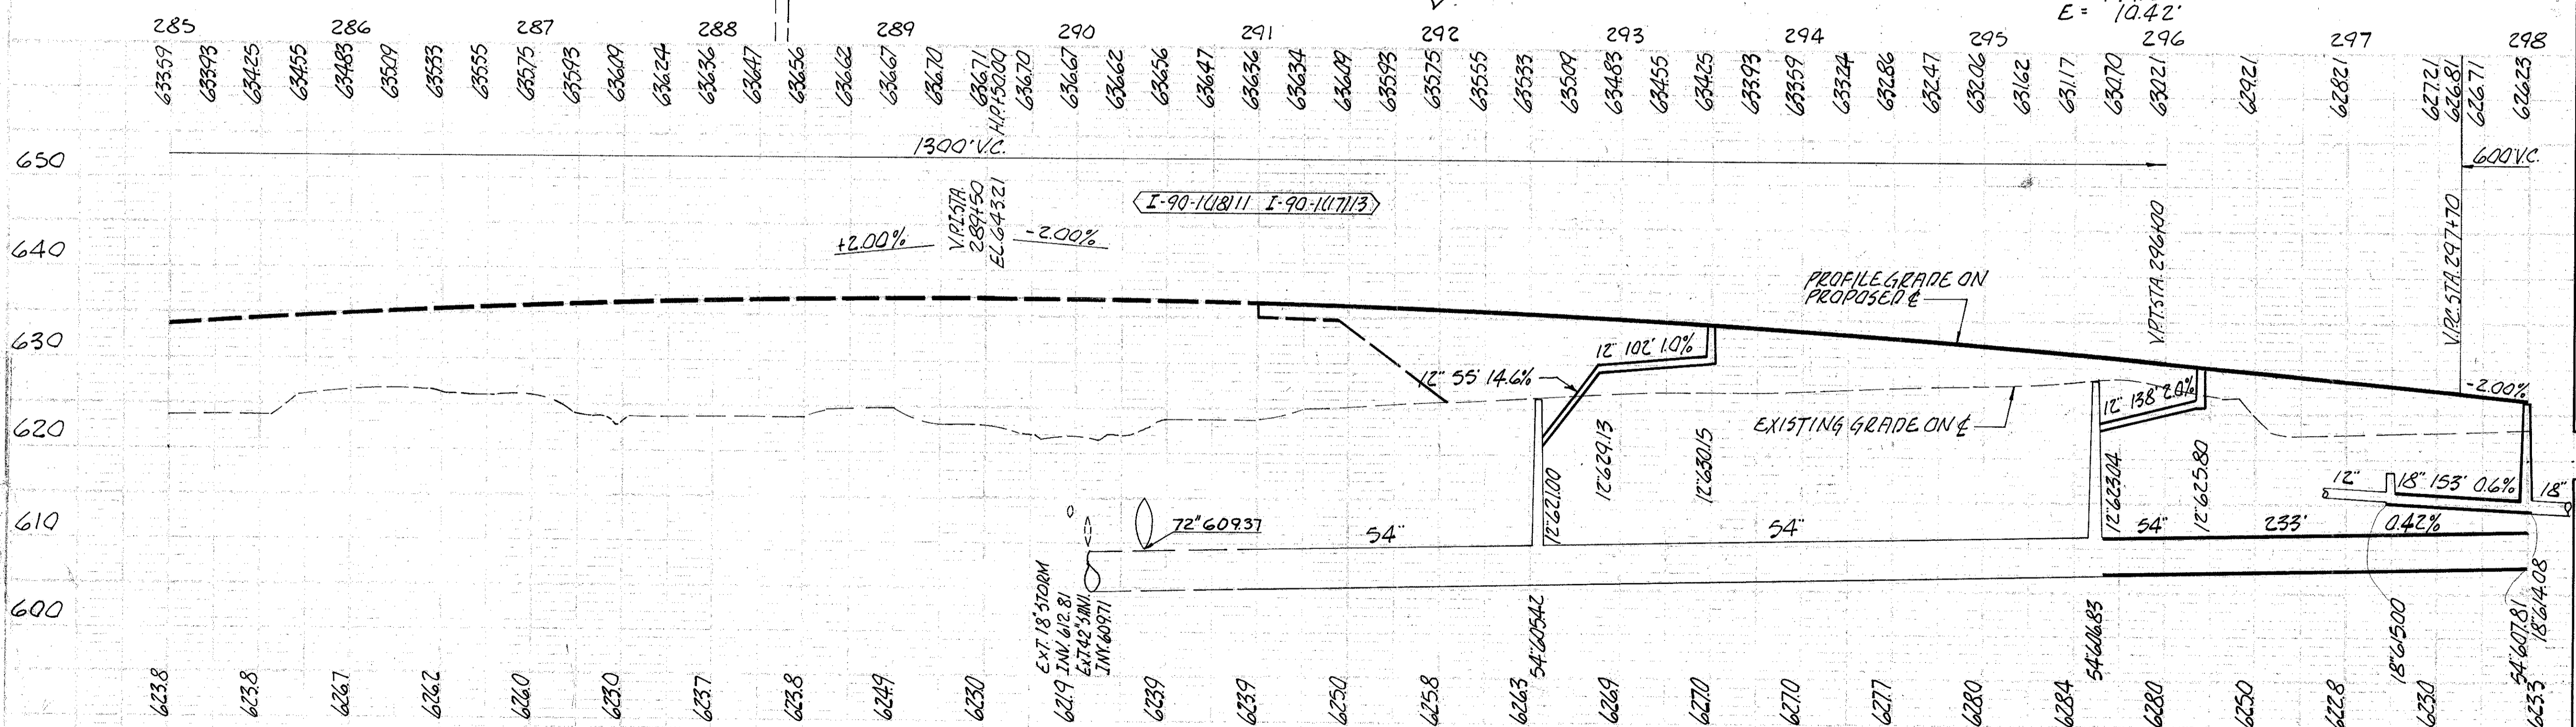 E = 10.42'
285 286 287 288 289 290 291 292 293 294 295 296 297 298
633.59 633.93 634.25 634.55 634.83 635.09 635.33 635.55 635.75 635.93 636.09 636.24 636.36 636.47 636.56 636.62 636.67 636.70 636.71 H.P.+50.00 636.70 636.67 636.62 636.56 636.47 636.36 636.34 636.09 635.93 635.75 635.55 635.33 635.09 634.83 634.55 634.25 633.93 633.59 633.24 632.86 632.47 632.06 631.62 631.17 630.70 630.21 629.21 628.21 627.21 626.81 626.71 626.23
650
1300' V.C.
600' V.C.
I-90-1(18)11 I-90-1(17)13
640
+2.00%
V.P.I. STA.
289+50
EL. 643.21
-2.00%
V.P.T. STA. 296+00
V.P.C. STA. 297+70
PROFILE GRADE ON
PROPOSED ℄
630
12" 102' 1.0%
12" 55' 14.6%
12" 138' 2.0%
-2.00%
620
EXISTING GRADE ON ℄
12" 621.00
12" 629.13
12" 630.15
12" 623.04
12" 625.80
12"
18" 153' 0.6%
18"
610
72" 609.37
54"
54"
54"
233'
0.42%
600
EXT. 18" STORM
INV. 612.81
EXT. 42" SANI.
INV. 609.71
54" 605.42
54" 606.83
18" 615.00
54" 607.81
18" 614.08
623.8 623.8 626.7 626.2 626.0 623.0 623.7 623.8 624.9 623.0 621.9 623.9 623.9 625.0 625.8 626.3 626.9 627.0 627.0 627.7 628.0 628.4 628.0 625.0 622.8 623.0 623.3